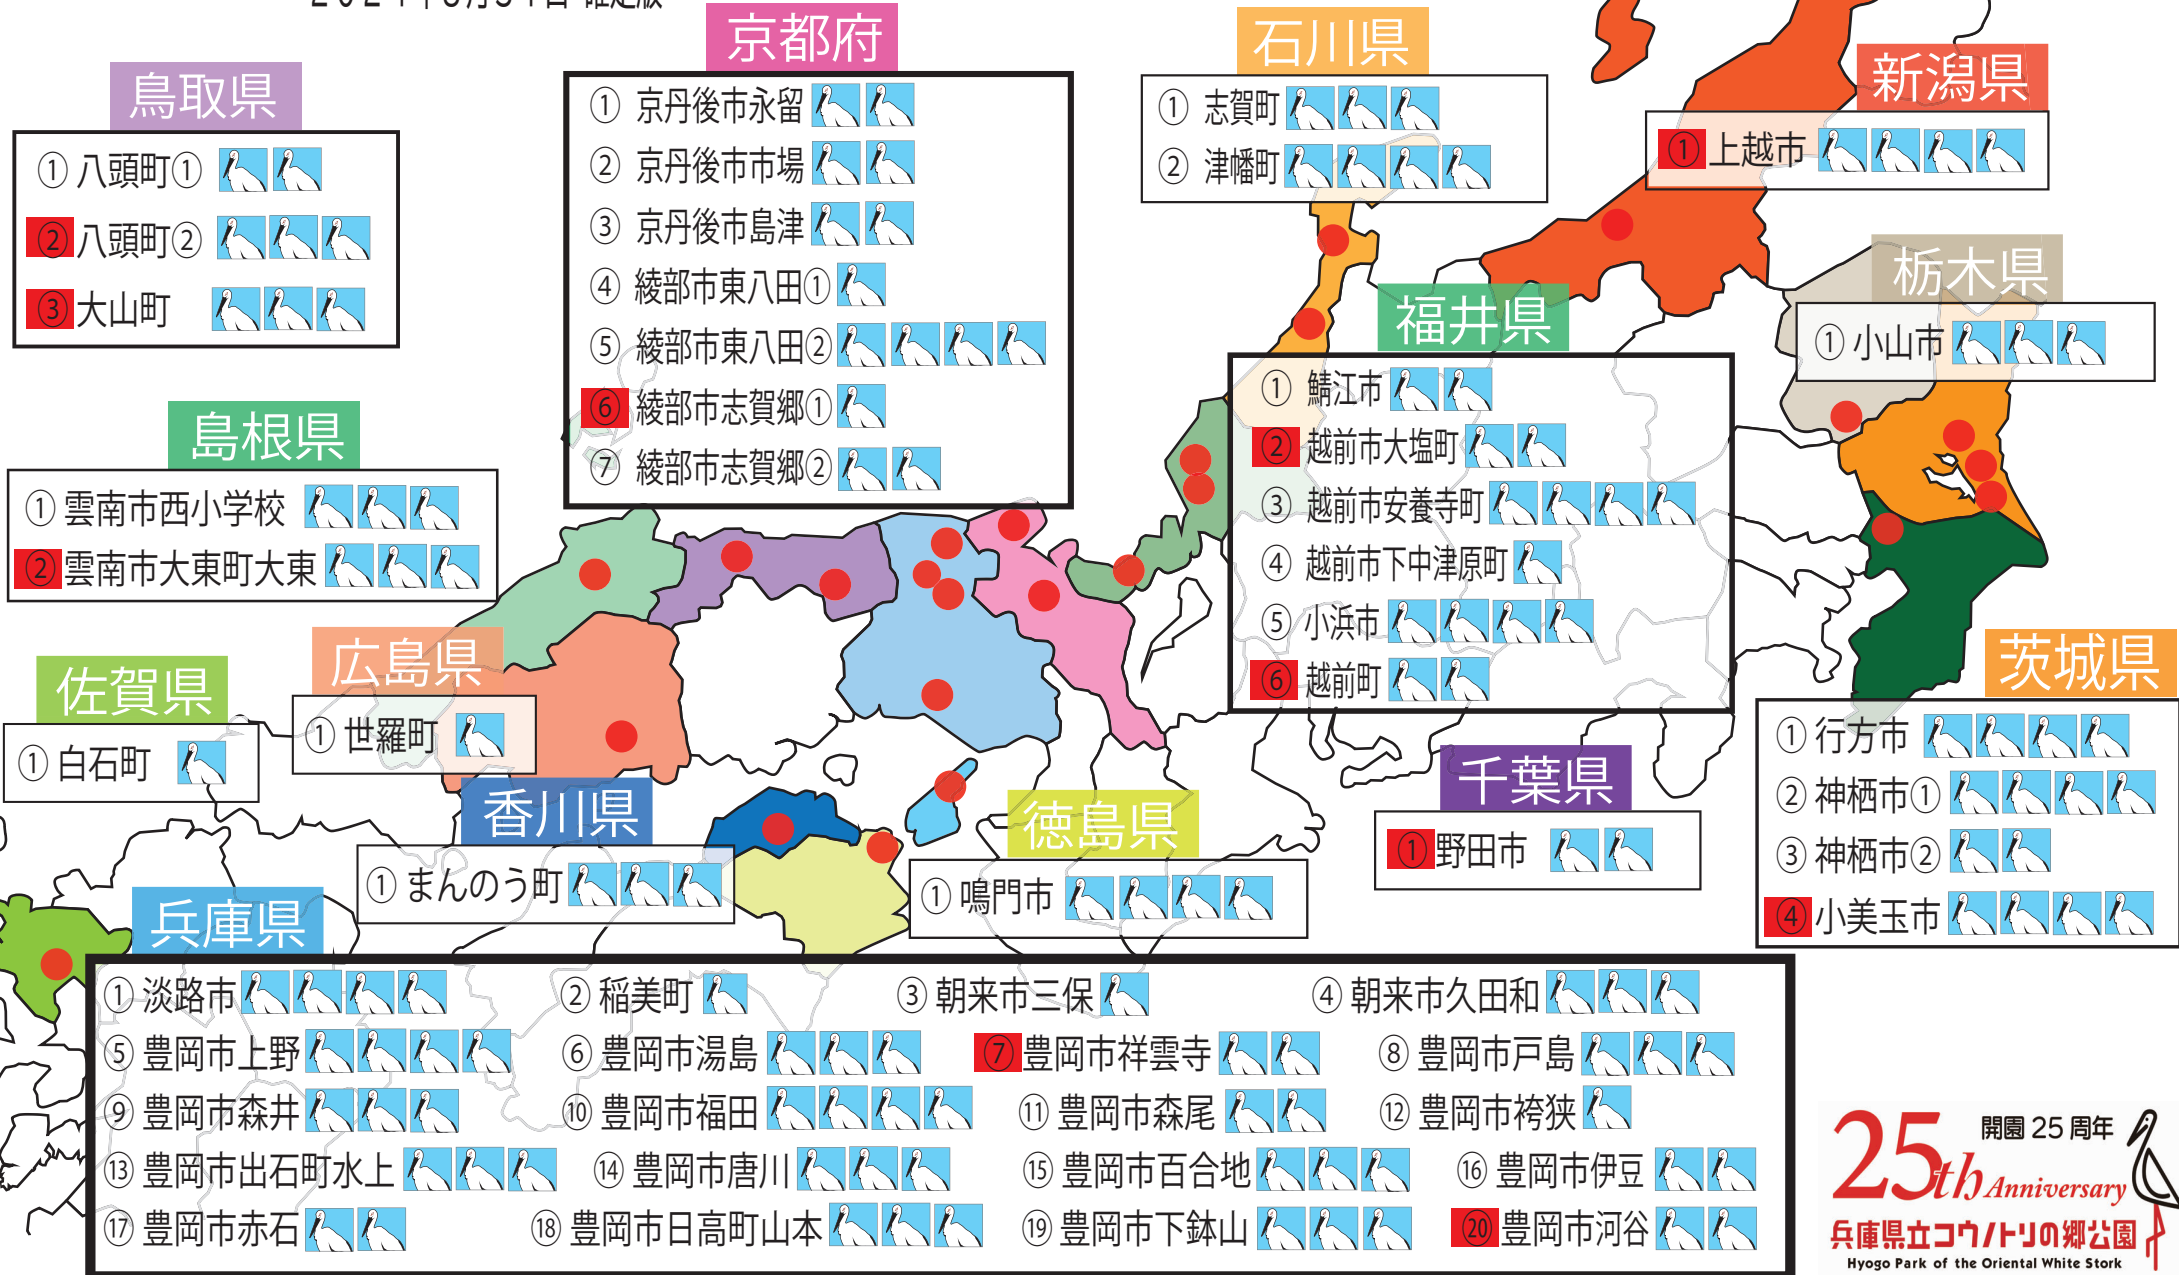 京都府
① 京丹後市永留
② 京丹後市市場
③ 京丹後市島津
④ 綾部市東八田①
⑤ 綾部市東八田②
⑥ 綾部市志賀郷①
⑦ 綾部市志賀郷②
石川県
① 志賀町
② 津幡町
新潟県
① 上越市
鳥取県
① 八頭町①
② 八頭町②
③ 大山町
栃木県
① 小山市
福井県
① 鯖江市
② 越前市大塩町
③ 越前市安養寺町
④ 越前市下中津原町
⑤ 小浜市
⑥ 越前町
島根県
① 雲南市西小学校
② 雲南市大東町大東
広島県
① 世羅町
佐賀県
① 白石町
茨城県
① 行方市
② 神栖市①
③ 神栖市②
④ 小美玉市
千葉県
① 野田市
香川県
① まんのう町
徳島県
① 鳴門市
兵庫県
① 淡路市 ② 稲美町 ③ 朝来市三保 ④ 朝来市久田和
⑤ 豊岡市上野 ⑥ 豊岡市湯島 ⑦ 豊岡市祥雲寺 ⑧ 豊岡市戸島
⑨ 豊岡市森井 ⑩ 豊岡市福田 ⑪ 豊岡市森尾 ⑫ 豊岡市袴狭
⑬ 豊岡市出石町水上 ⑭ 豊岡市唐川 ⑮ 豊岡市百合地 ⑯ 豊岡市伊豆
⑰ 豊岡市赤石 ⑱ 豊岡市日高町山本 ⑲ 豊岡市下鉢山 ⑳ 豊岡市河谷
開園 25 周年
25th Anniversary
兵庫県立コウノトリの郷公園
Hyogo Park of the Oriental White Stork